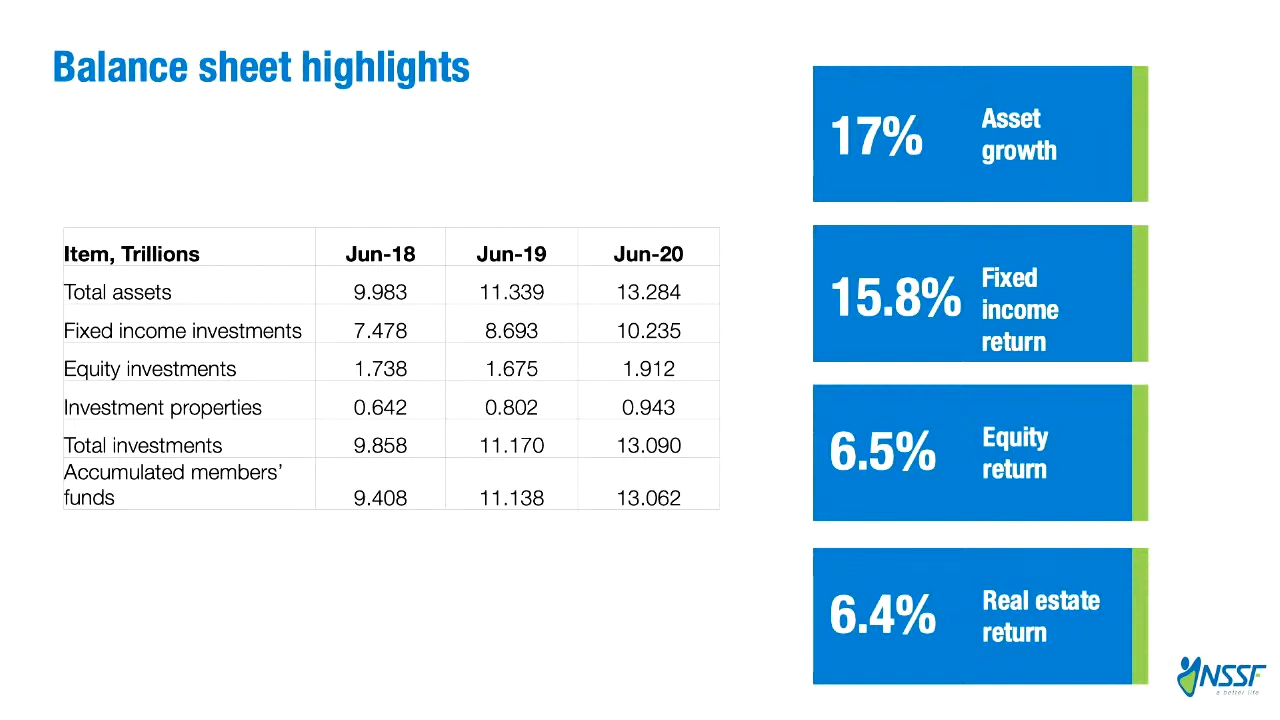 Balance sheet highlights
Item, Trillions Jun-18 Jun-19 Jun-20
Total assets 9.983 11.339 13.284
Fixed income investments 7.478 8.693 10.235
Equity investments 1.738 1.675 1.912
Investment properties 0.642 0.802 0.943
Total investments 9.858 11.170 13.090
Accumulated members'
funds 9.408 11.138 13.062
17% Asset
growth
15.8% Fixed
income
return
6.5% Equity
return
6.4% Real estate
return
NSSF
a better life